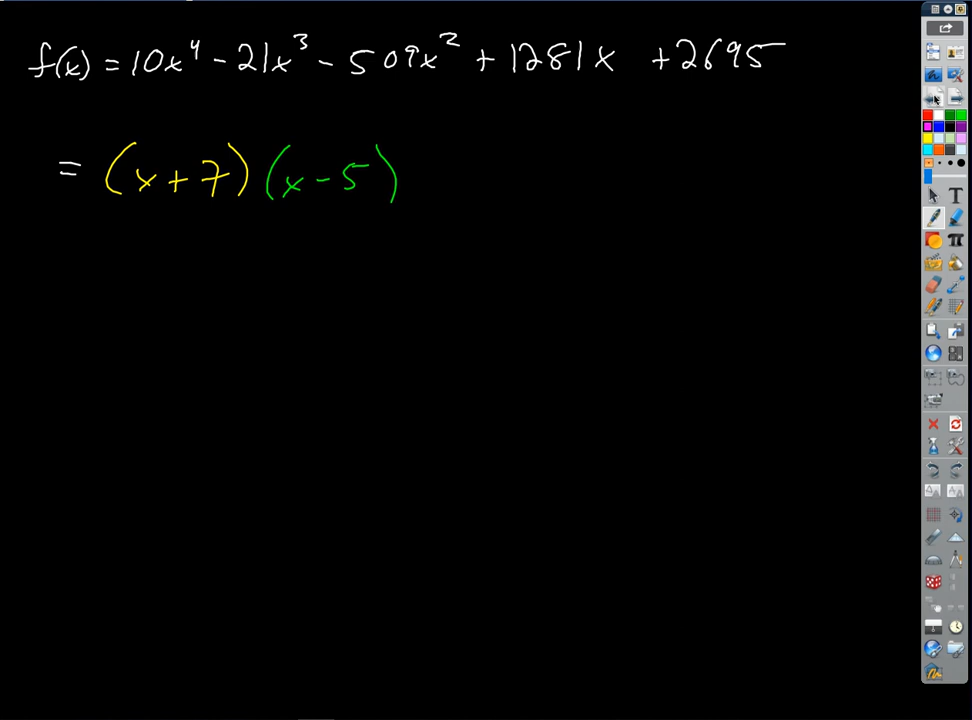 f(x) = 10x⁴ - 21x³ - 509x² + 1281x + 2695
= (x + 7)(x - 5)